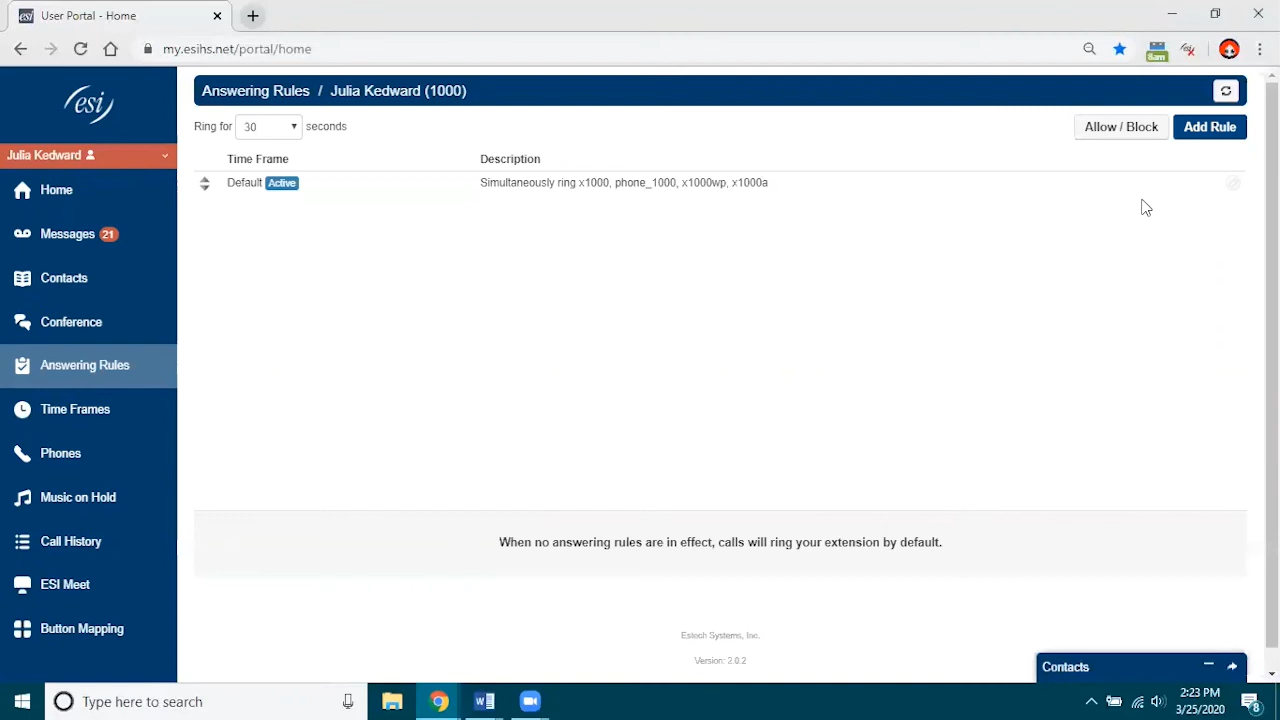 esi User Portal - Home
my.esihs.net/portal/home
8am
esi
Answering Rules / Julia Kedward (1000)
Ring for 30 seconds
Allow / Block
Add Rule
Julia Kedward
Time Frame
Description
Default Active
Simultaneously ring x1000, phone_1000, x1000wp, x1000a
Home
Messages 21
Contacts
Conference
Answering Rules
Time Frames
Phones
Music on Hold
Call History
ESI Meet
Button Mapping
When no answering rules are in effect, calls will ring your extension by default.
Estech Systems, Inc.
Version: 2.0.2
Contacts
Type here to search
2:23 PM
3/25/2020
8